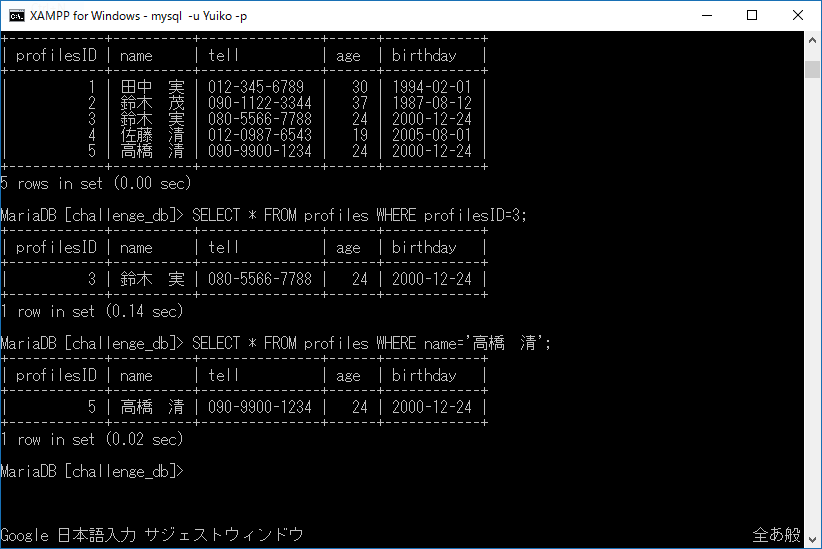 XAMPP for Windows - mysql  -u Yuiko -p
+------------+----------+---------------+------+------------+
| profilesID | name     | tell          | age  | birthday   |
+------------+----------+---------------+------+------------+
|          1 | 田中　実 | 012-345-6789  |   30 | 1994-02-01 |
|          2 | 鈴木　茂 | 090-1122-3344 |   37 | 1987-08-12 |
|          3 | 鈴木　実 | 080-5566-7788 |   24 | 2000-12-24 |
|          4 | 佐藤　清 | 012-0987-6543 |   19 | 2005-08-01 |
|          5 | 高橋　清 | 090-9900-1234 |   24 | 2000-12-24 |
+------------+----------+---------------+------+------------+
5 rows in set (0.00 sec)
MariaDB [challenge_db]> SELECT * FROM profiles WHERE profilesID=3;
+------------+----------+---------------+------+------------+
| profilesID | name     | tell          | age  | birthday   |
+------------+----------+---------------+------+------------+
|          3 | 鈴木　実 | 080-5566-7788 |   24 | 2000-12-24 |
+------------+----------+---------------+------+------------+
1 row in set (0.14 sec)
MariaDB [challenge_db]> SELECT * FROM profiles WHERE name='高橋　清';
+------------+----------+---------------+------+------------+
| profilesID | name     | tell          | age  | birthday   |
+------------+----------+---------------+------+------------+
|          5 | 高橋　清 | 090-9900-1234 |   24 | 2000-12-24 |
+------------+----------+---------------+------+------------+
1 row in set (0.02 sec)
MariaDB [challenge_db]>
Google 日本語入力 サジェストウィンドウ 全あ般